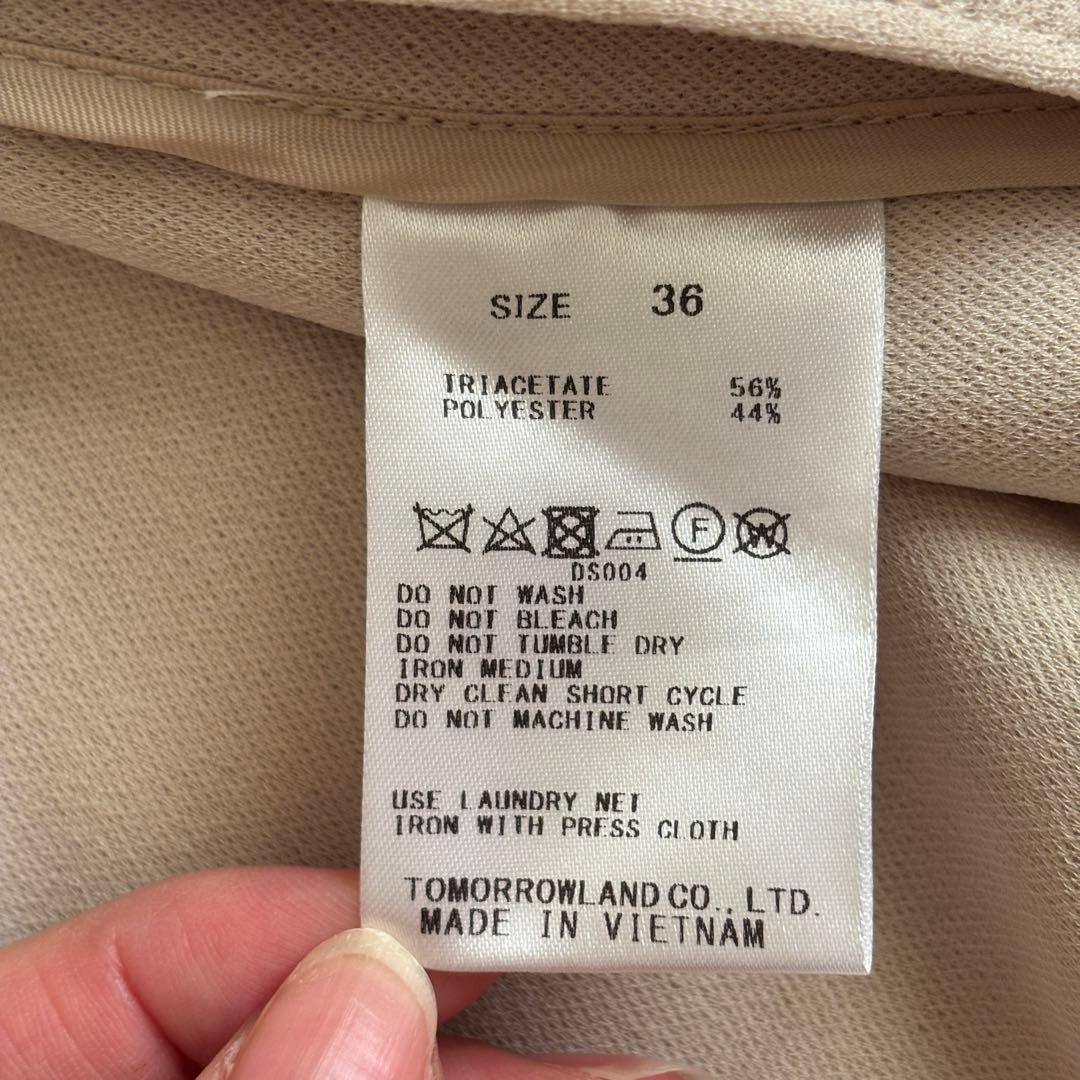 SIZE 36
TRIACETATE 56%
POLYESTER 44%
F W
DS004
DO NOT WASH
DO NOT BLEACH
DO NOT TUMBLE DRY
IRON MEDIUM
DRY CLEAN SHORT CYCLE
DO NOT MACHINE WASH
USE LAUNDRY NET
IRON WITH PRESS CLOTH
TOMORROWLAND CO., LTD.
MADE IN VIETNAM